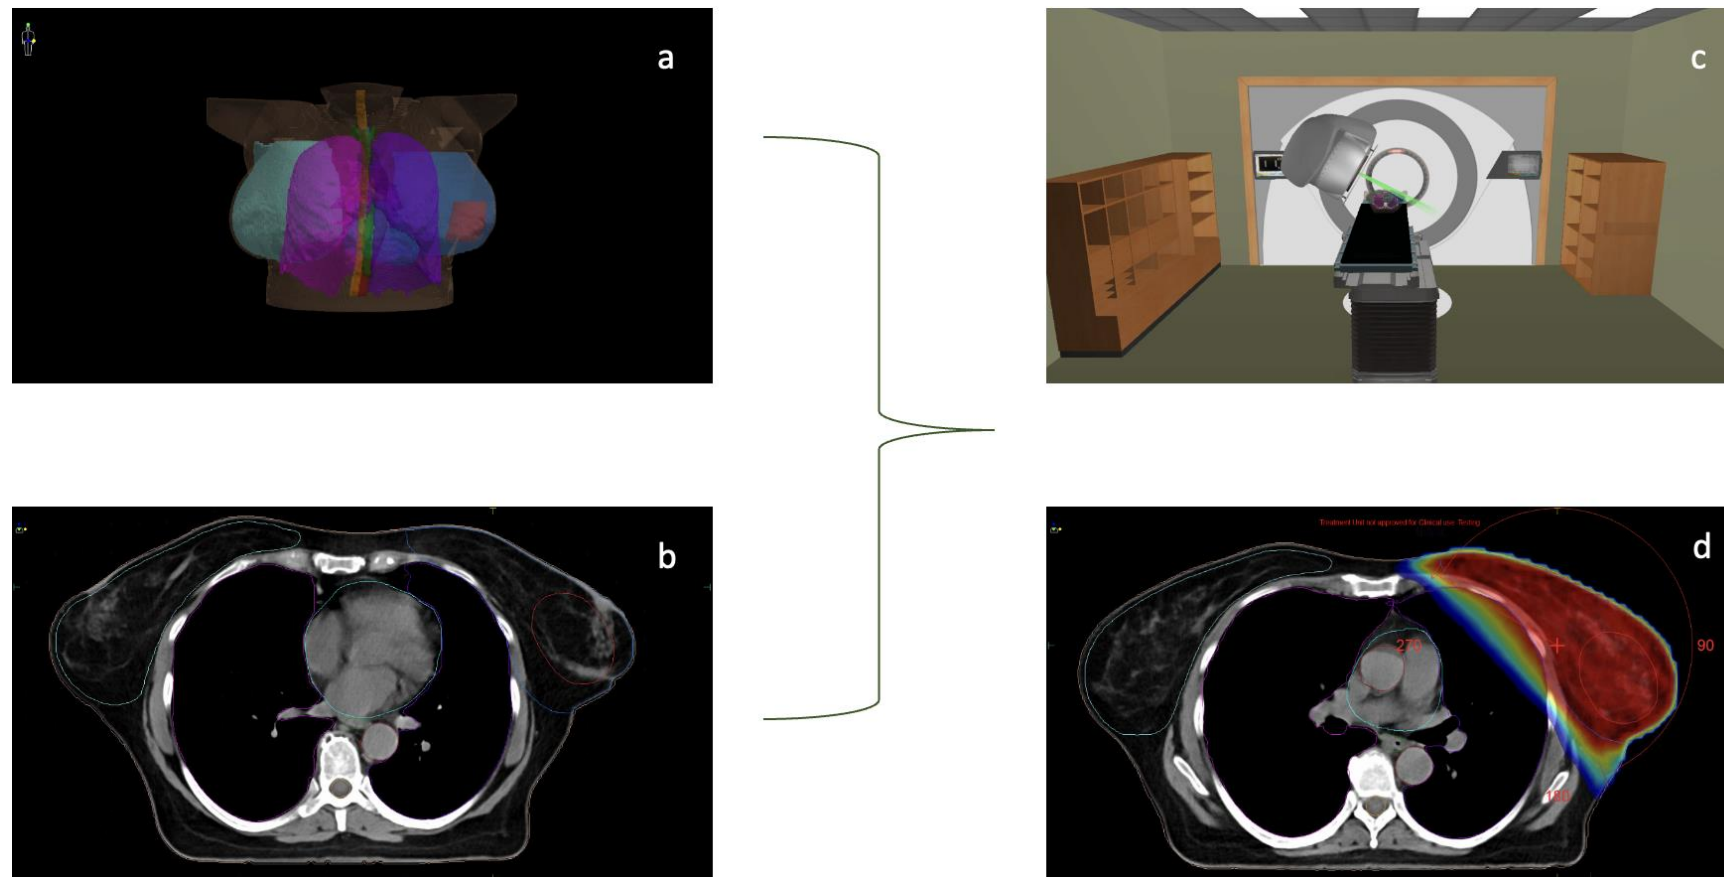 a
c
b
Treatment Unit not approved for Clinical use- Testing
d
270
90
180